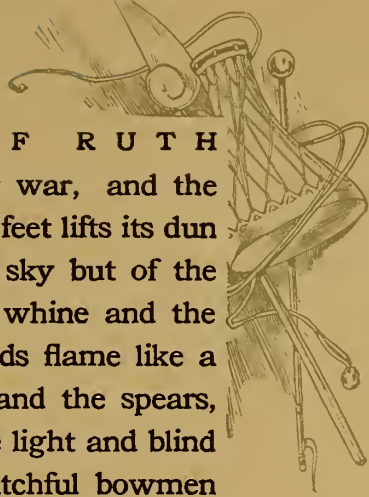 F RUTH
war, and the
feet lifts its dun
sky but of the
whine and the
ds flame like a
and the spears,
light and blind
tchful bowmen